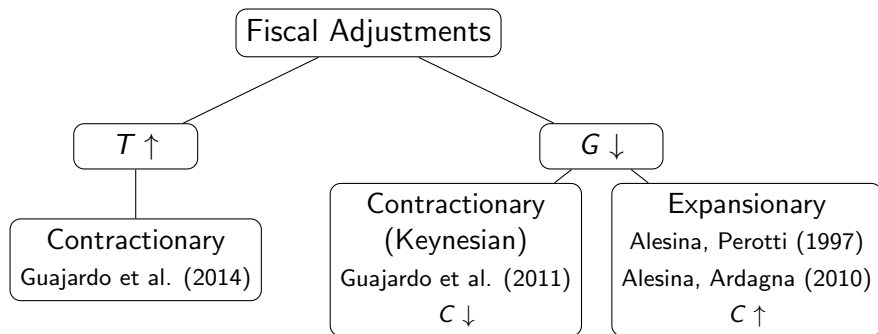 Fiscal Adjustments
T ↑
G ↓
Contractionary
Guajardo et al. (2014)
Contractionary
(Keynesian)
Guajardo et al. (2011)
C ↓
Expansionary
Alesina, Perotti (1997)
Alesina, Ardagna (2010)
C ↑